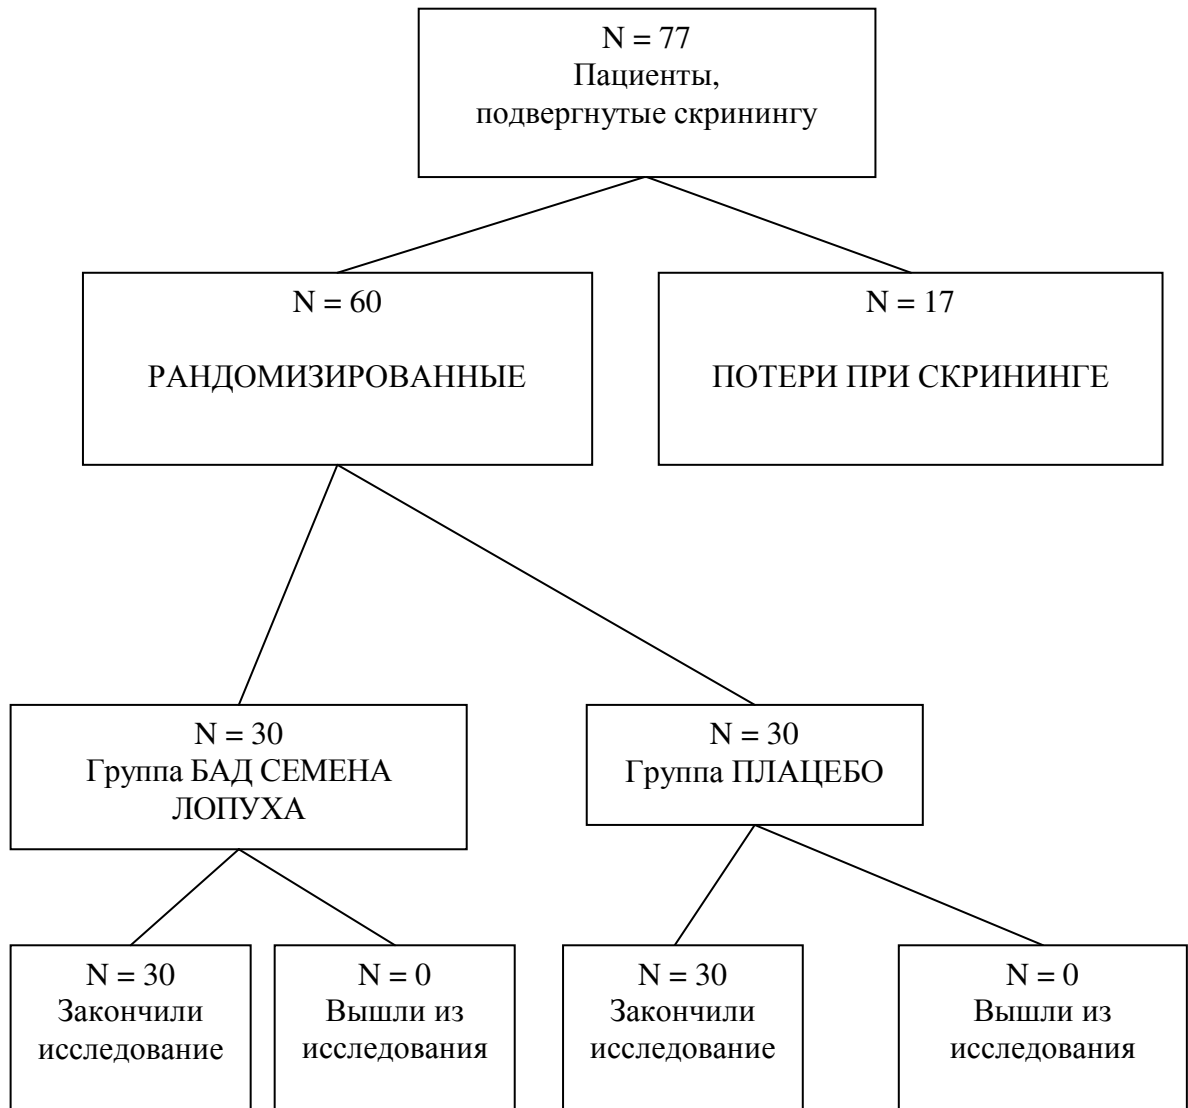 N = 77
Пациенты,
подвергнутые скринингу
N = 60
РАНДОМИЗИРОВАННЫЕ
N = 17
ПОТЕРИ ПРИ СКРИНИНГЕ
N = 30
Группа БАД СЕМЕНА
ЛОПУХА
N = 30
Группа ПЛАЦЕБО
N = 30
Закончили
исследование
N = 0
Вышли из
исследования
N = 30
Закончили
исследование
N = 0
Вышли из
исследования